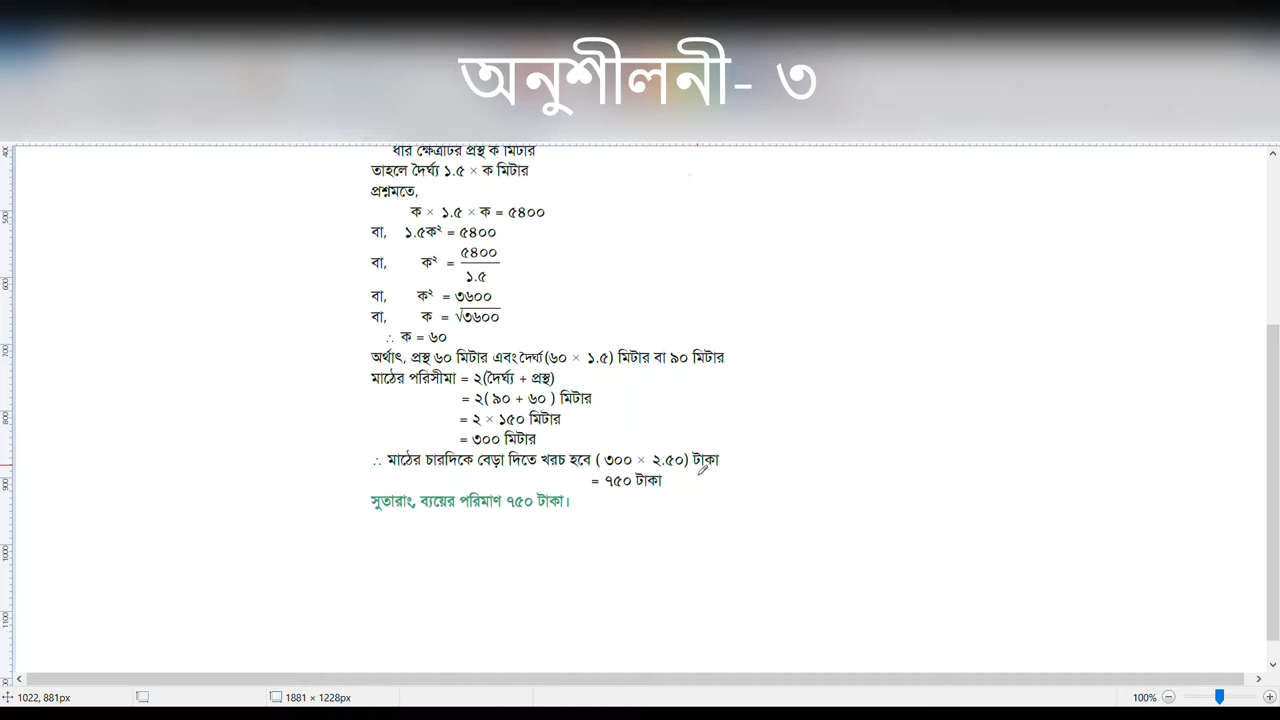 অনুশীলনী- ৩
ধরি ক্ষেত্রটির প্রস্থ ক মিটার
তাহলে দৈর্ঘ্য ১.৫ × ক মিটার
প্রশ্নমতে,
ক × ১.৫ × ক = ৫৪০০
বা, ১.৫ক² = ৫৪০০
বা, ক² = ৫৪০০/১.৫
বা, ক² = ৩৬০০
বা, ক = √৩৬০০
∴ ক = ৬০
অর্থাৎ, প্রস্থ ৬০ মিটার এবং দৈর্ঘ্য (৬০ × ১.৫) মিটার বা ৯০ মিটার
মাঠের পরিসীমা = ২(দৈর্ঘ্য + প্রস্থ)
= ২( ৯০ + ৬০ ) মিটার
= ২ × ১৫০ মিটার
= ৩০০ মিটার
∴ মাঠের চারদিকে বেড়া দিতে খরচ হবে ( ৩০০ × ২.৫০) টাকা
= ৭৫০ টাকা
সুতারাং, ব্যয়ের পরিমাণ ৭৫০ টাকা।
1022, 881px
1881 × 1228px
100%